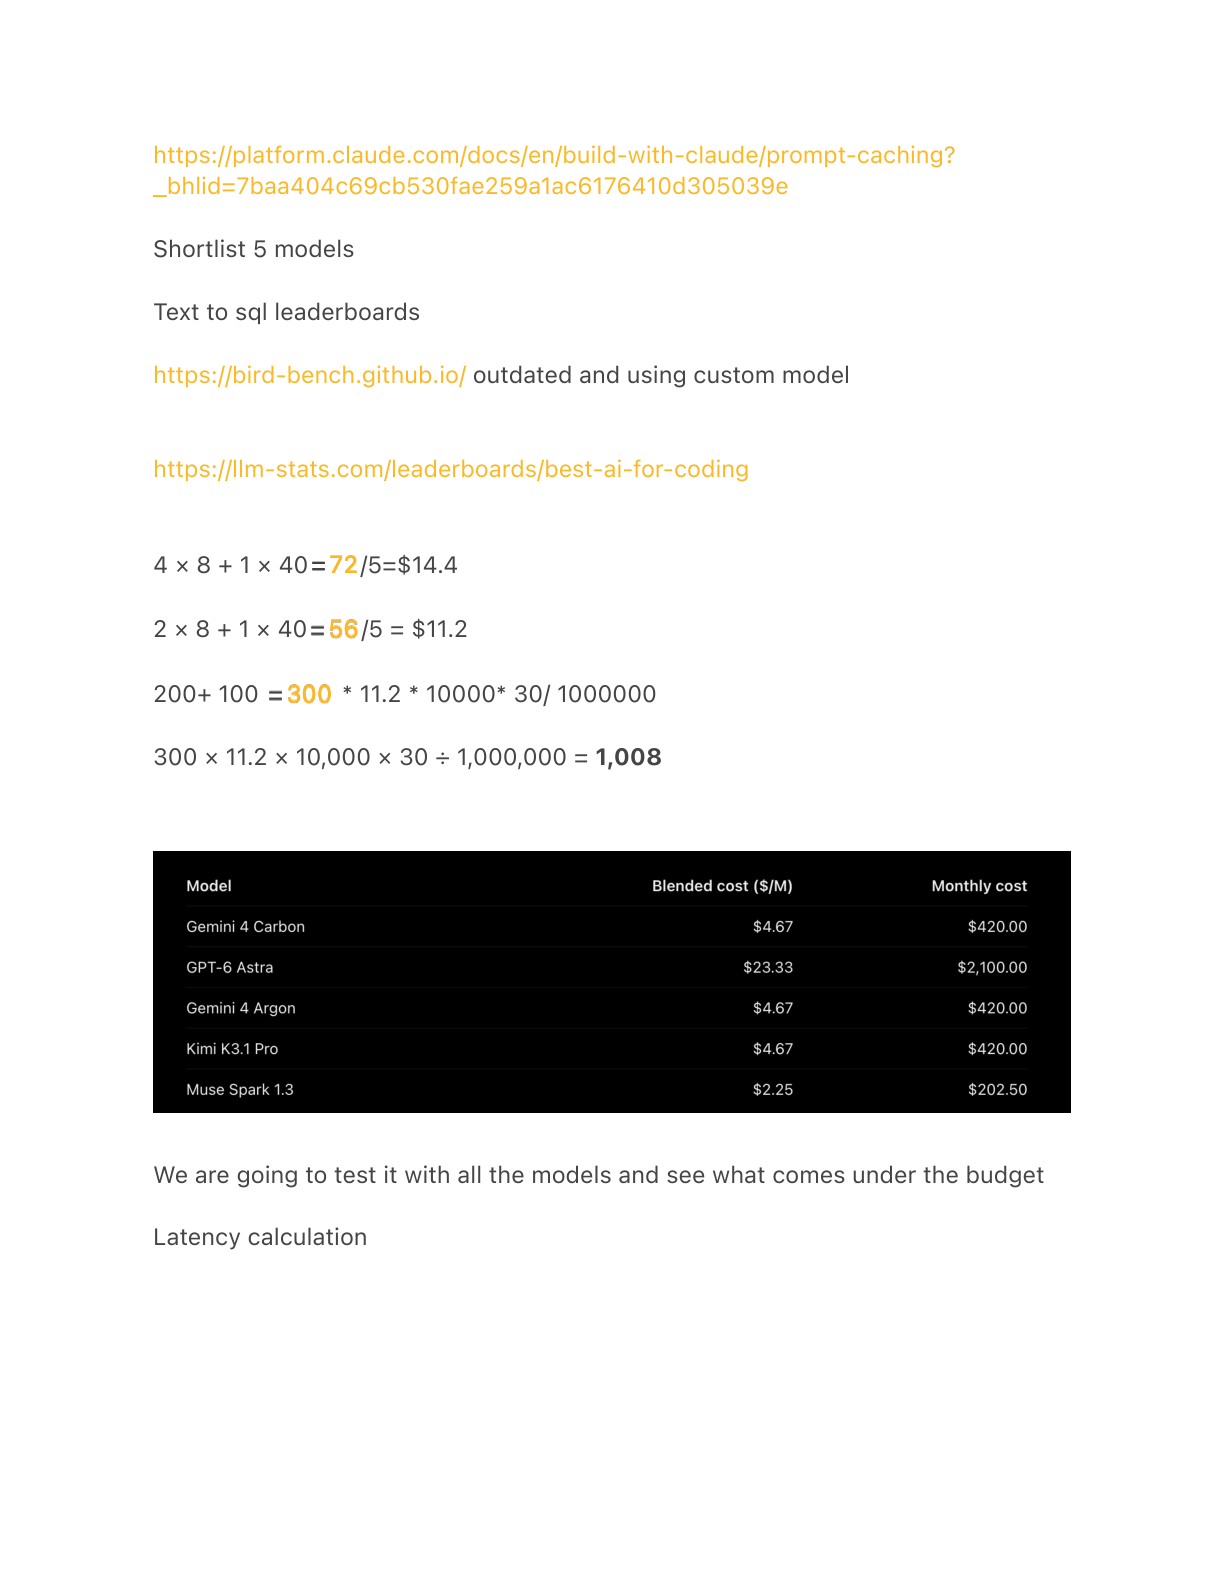 https://platform.claude.com/docs/en/build-with-claude/prompt-caching?
_bhlid=7baa404c69cb530fae259a1ac6176410d305039e
Shortlist 5 models
Text to sql leaderboards
https://bird-bench.github.io/ outdated and using custom model
https://llm-stats.com/leaderboards/best-ai-for-coding
4 × 8 + 1 × 40=72/5=$14.4
2 × 8 + 1 × 40=56/5 = $11.2
200+ 100 =300 * 11.2 * 10000* 30/ 1000000
300 × 11.2 × 10,000 × 30 ÷ 1,000,000 = 1,008
Model Blended cost ($/M) Monthly cost
Gemini 4 Carbon $4.67 $420.00
GPT-6 Astra $23.33 $2,100.00
Gemini 4 Argon $4.67 $420.00
Kimi K3.1 Pro $4.67 $420.00
Muse Spark 1.3 $2.25 $202.50
We are going to test it with all the models and see what comes under the budget
Latency calculation